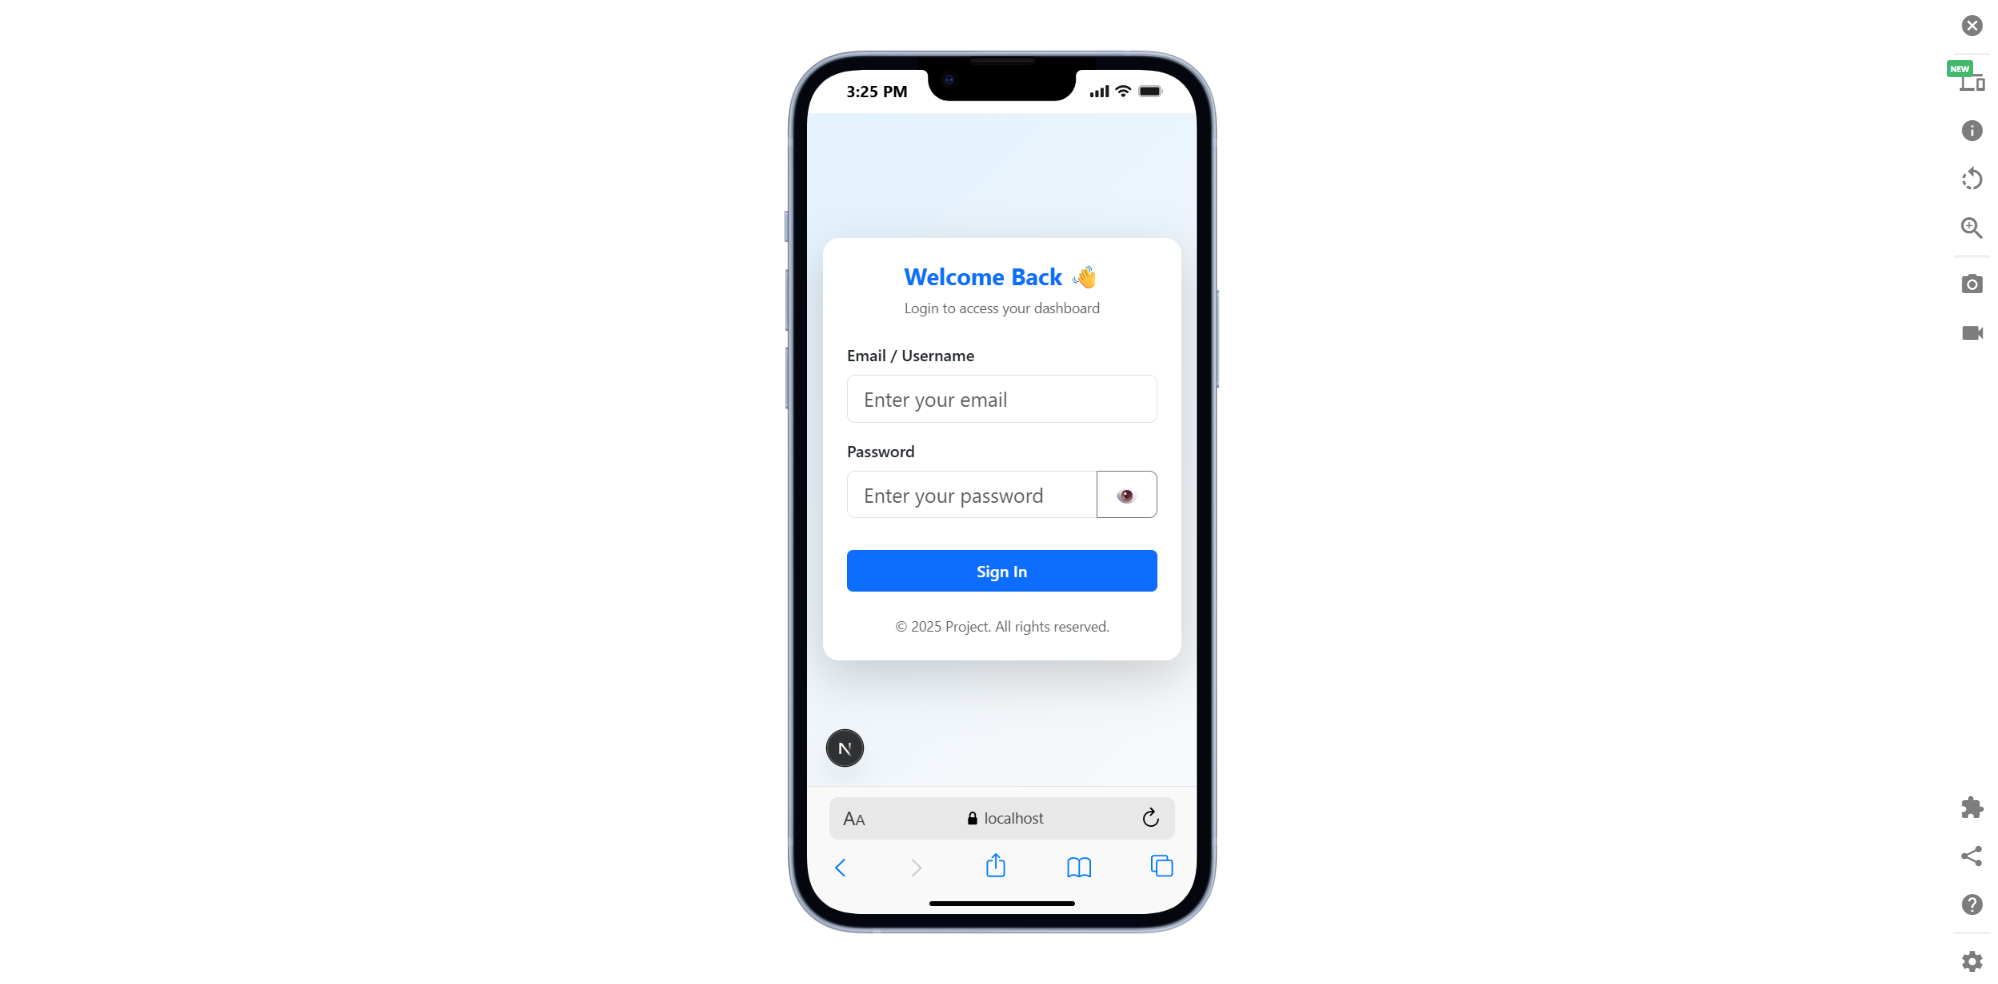 3:25 PM
NEW
Welcome Back 👋
Login to access your dashboard
Email / Username
Enter your email
Password
Enter your password
Sign In
© 2025 Project. All rights reserved.
N
AA
localhost